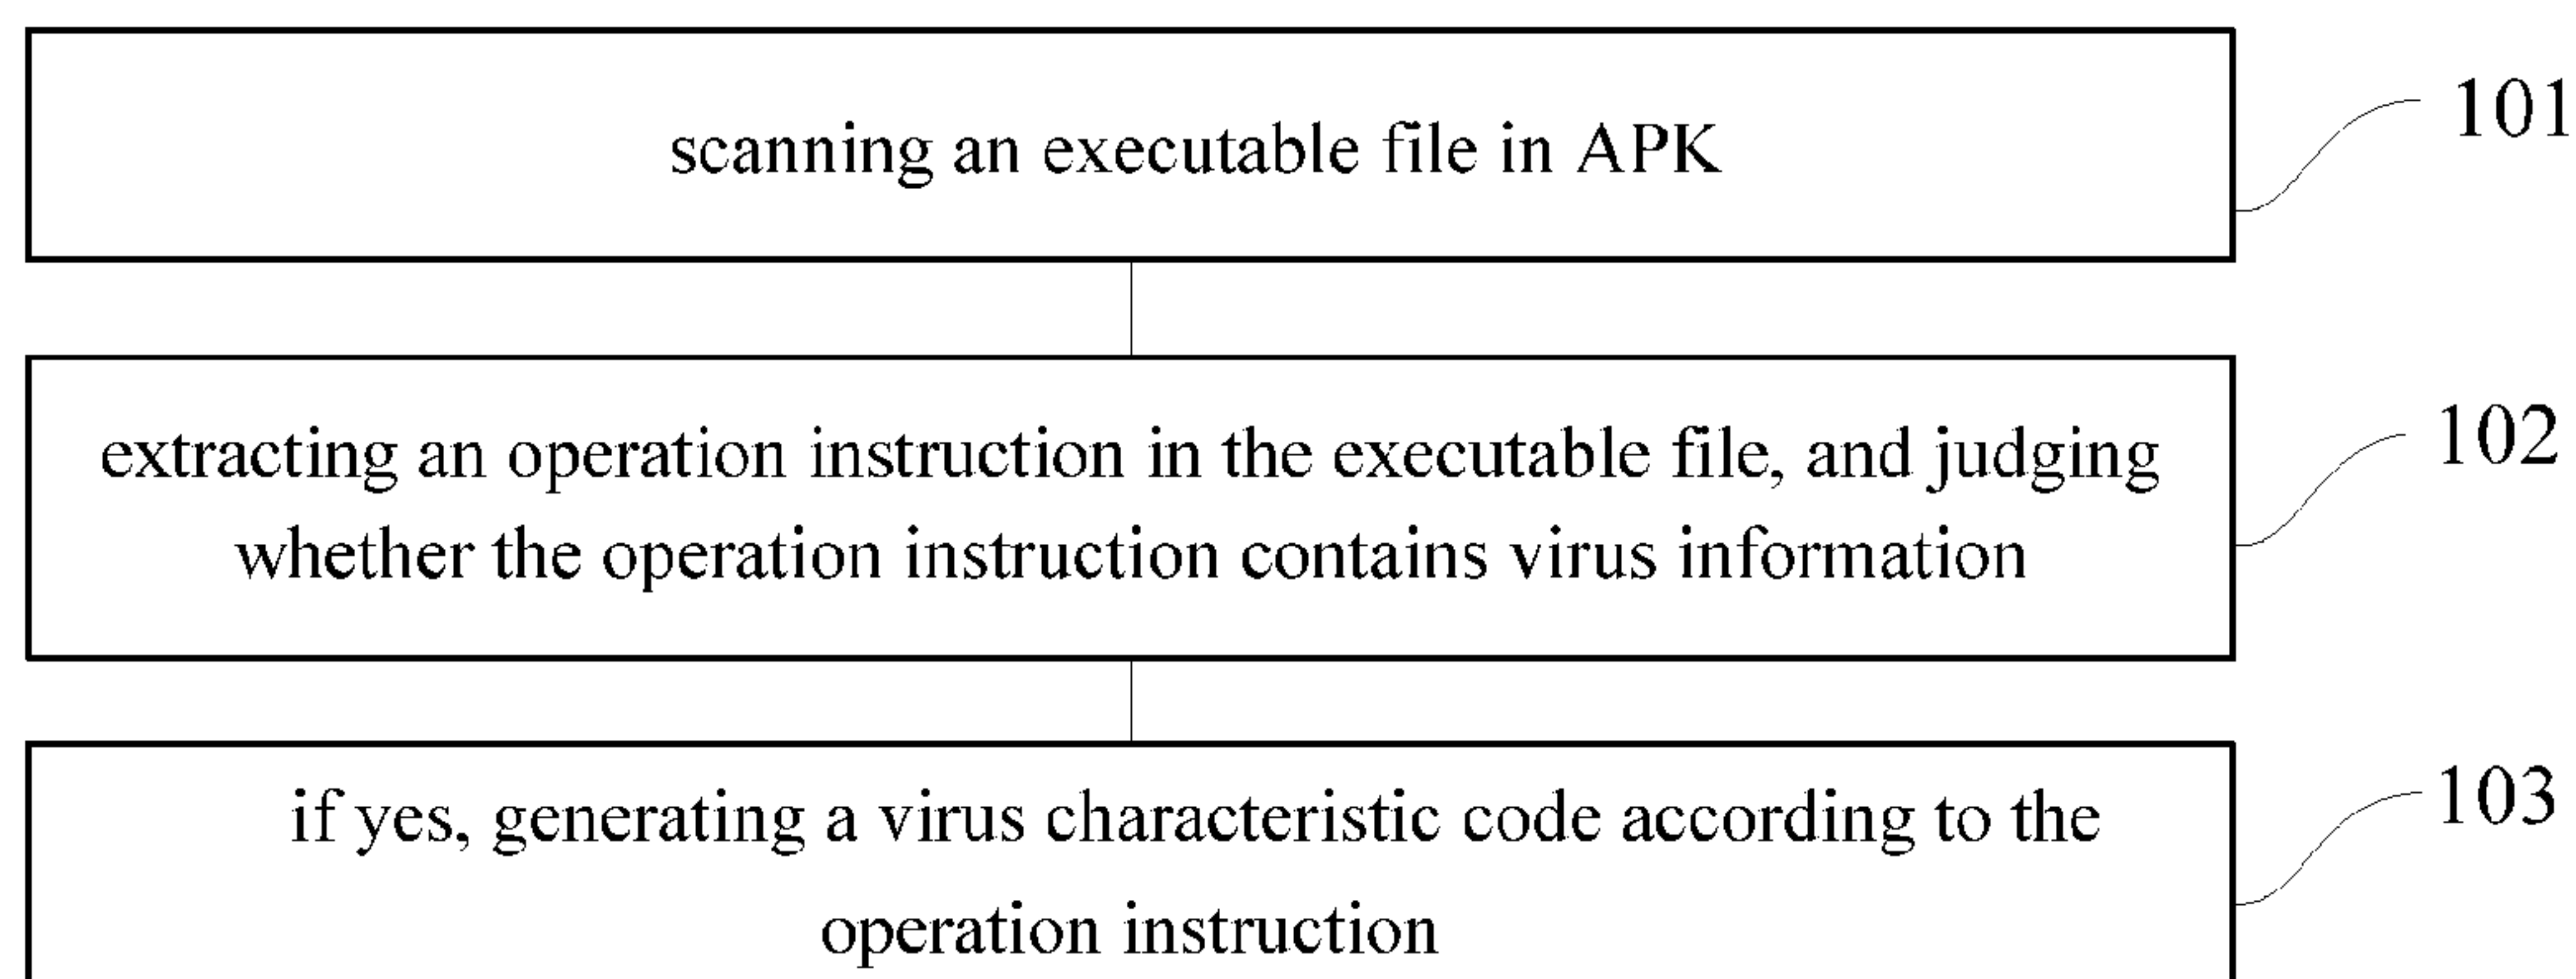 scanning an executable file in APK
101
extracting an operation instruction in the executable file, and judging
whether the operation instruction contains virus information
102
if yes, generating a virus characteristic code according to the
operation instruction
103